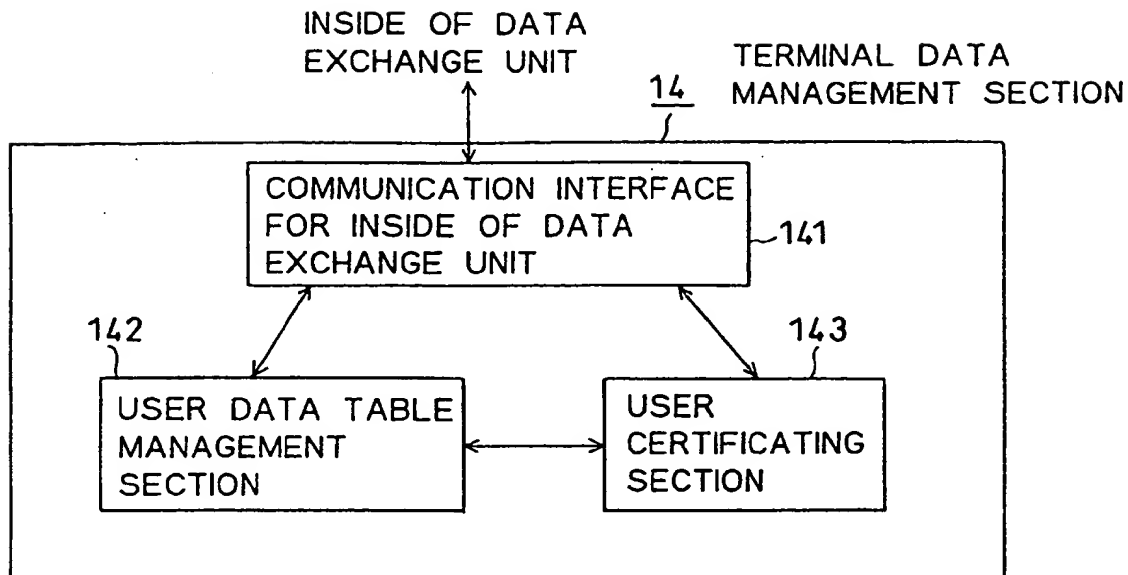 INSIDE OF DATA
EXCHANGE UNIT
14
TERMINAL DATA
MANAGEMENT SECTION
COMMUNICATION INTERFACE
FOR INSIDE OF DATA
EXCHANGE UNIT
141
142
USER DATA TABLE
MANAGEMENT
SECTION
143
USER
CERTIFICATING
SECTION